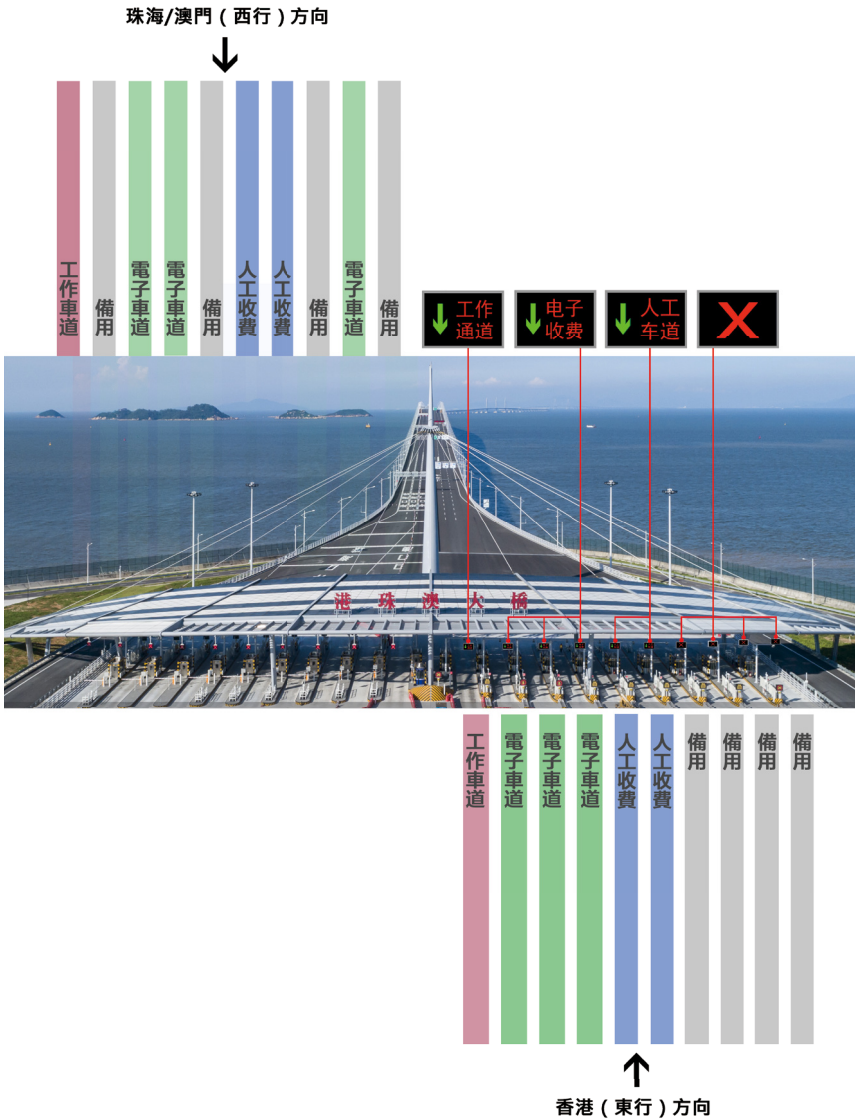 珠海/澳門（西行）方向
工作車道
備用
電子車道
電子車道
備用
人工收費
人工收費
備用
電子車道
備用
工作
通道
电子
收费
人工
车道
X
港珠澳大橋
工作車道
電子車道
電子車道
電子車道
人工收費
人工收費
備用
備用
備用
備用
香港（東行）方向